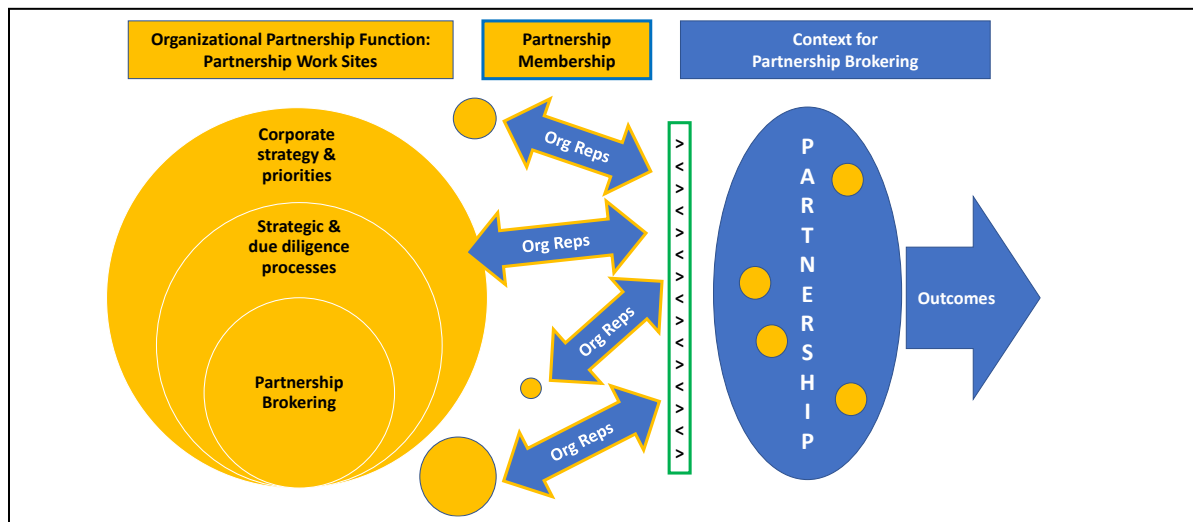 Organizational Partnership Function:
Partnership Work Sites
Partnership
Membership
Context for
Partnership Brokering
Corporate
strategy &
priorities
Strategic &
due diligence
processes
Partnership
Brokering
Org Reps
Org Reps
Org Reps
Org Reps
>
<
>
<
>
<
>
<
>
<
>
<
>
<
>
P
A
R
T
N
E
R
S
H
I
P
Outcomes